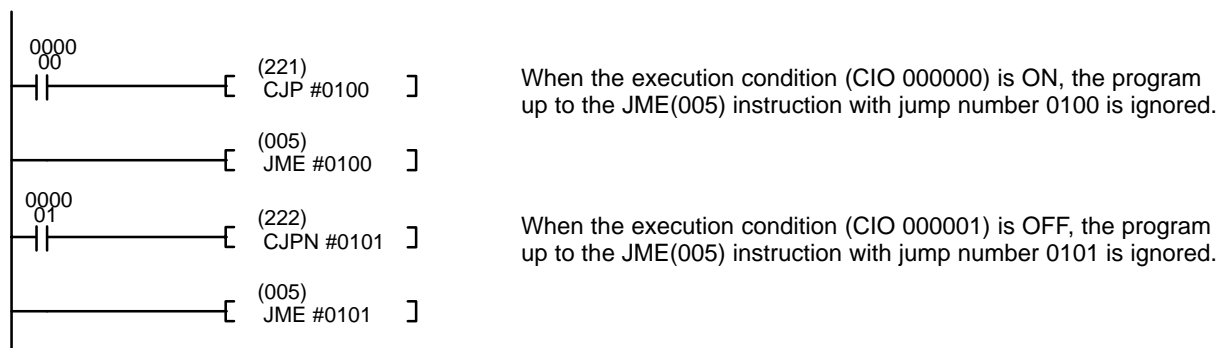 0000
00
(221)
CJP #0100
When the execution condition (CIO 000000) is ON, the program
up to the JME(005) instruction with jump number 0100 is ignored.
(005)
JME #0100
0000
01
(222)
CJPN #0101
When the execution condition (CIO 000001) is OFF, the program
up to the JME(005) instruction with jump number 0101 is ignored.
(005)
JME #0101